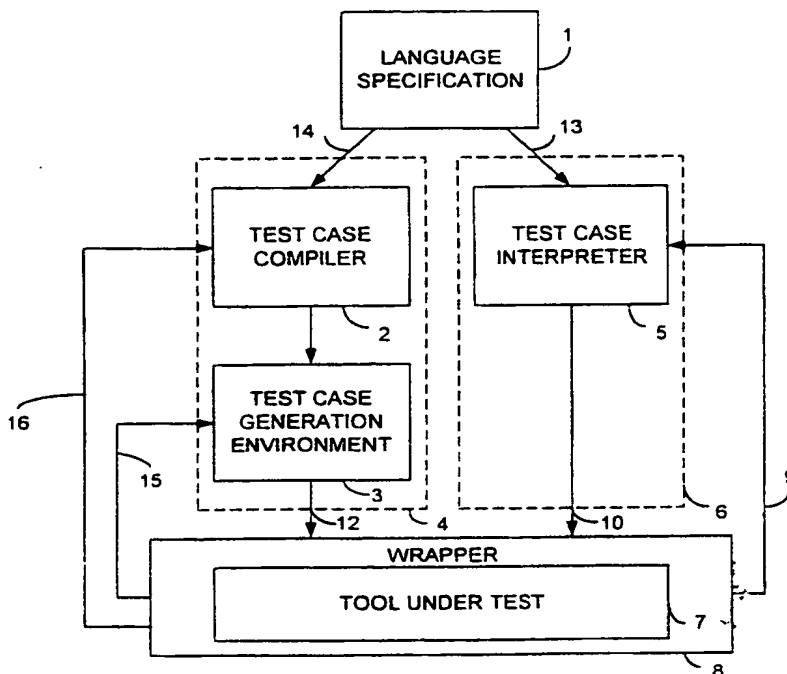 1
LANGUAGE
SPECIFICATION
14
13
TEST CASE
COMPILER
TEST CASE
INTERPRETER
2
5
TEST CASE
GENERATION
ENVIRONMENT
16
15
3
12
4
10
6
9
WRAPPER
TOOL UNDER TEST
7
8